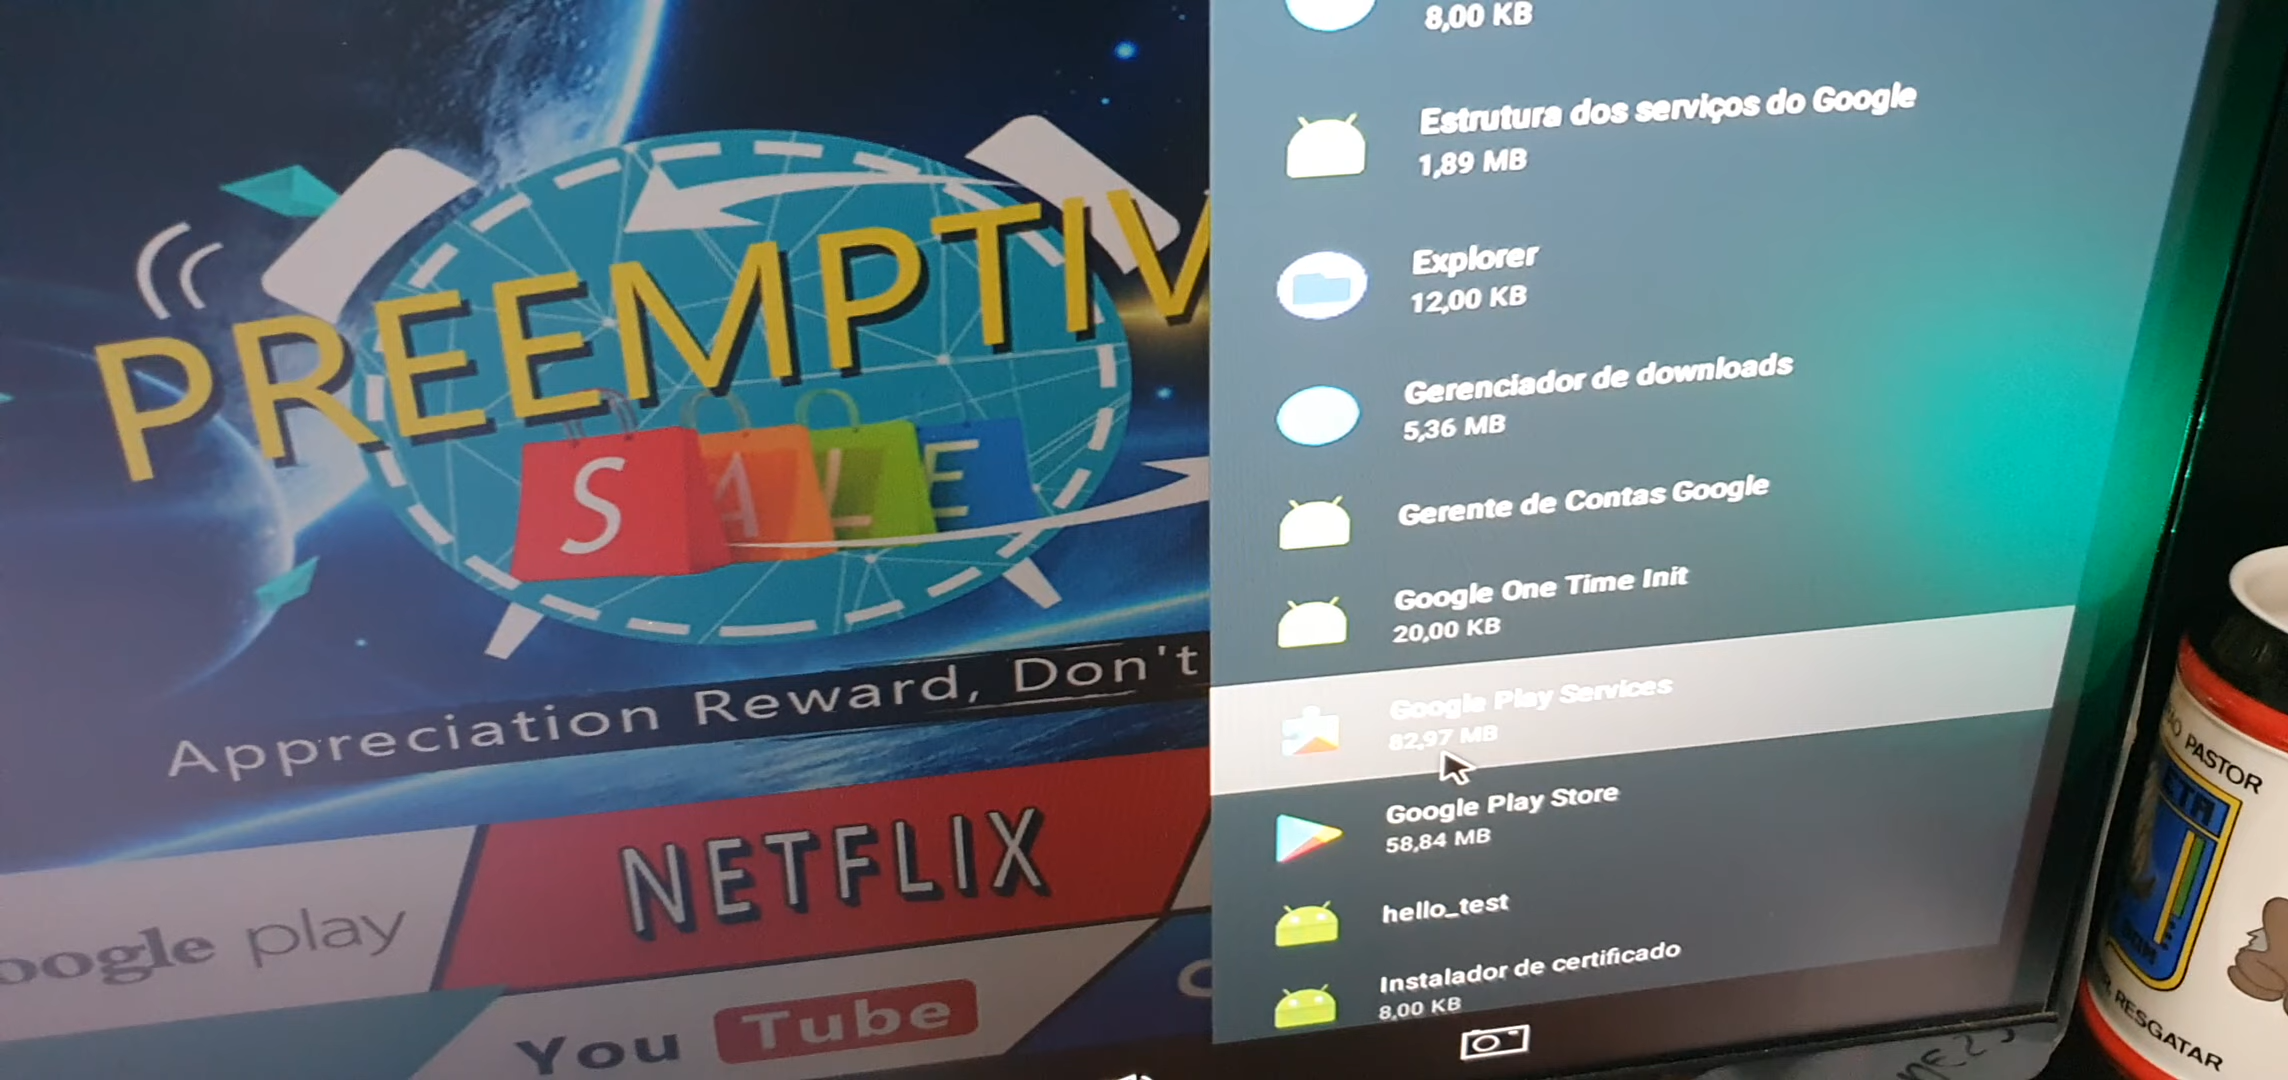 PREEMPTIV
SALE
Appreciation Reward, Don't
oogle play
NETFLIX
You Tube
8,00 KB
Estrutura dos serviços do Google
1,89 MB
Explorer
12,00 KB
Gerenciador de downloads
5,36 MB
Gerente de Contas Google
Google One Time Init
20,00 KB
Google Play Services
82,97 MB
Google Play Store
58,84 MB
hello_test
Instalador de certificado
8,00 KB
PASTOR
RESGATAR